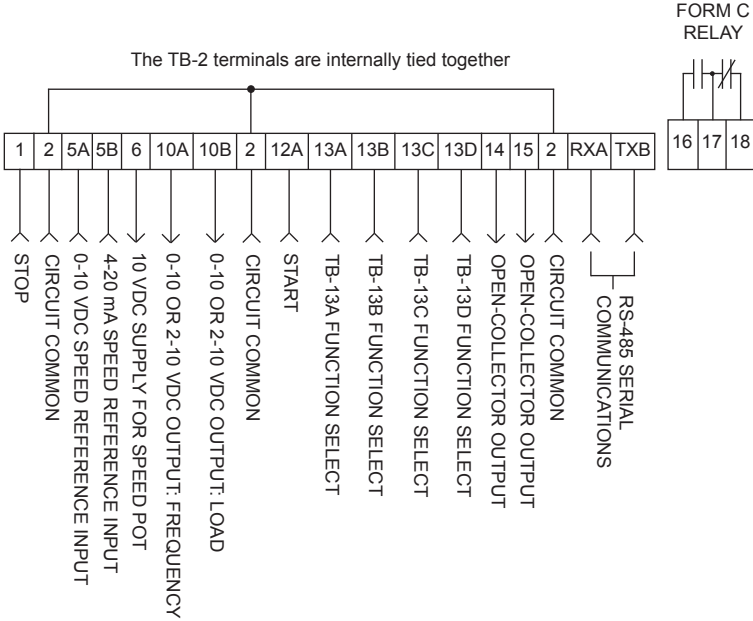 FORM C
RELAY
The TB-2 terminals are internally tied together
1 2 5A 5B 6 10A 10B 2 12A 13A 13B 13C 13D 14 15 2 RXA TXB
16 17 18
STOP
CIRCUIT COMMON
0-10 VDC SPEED REFERENCE INPUT
4-20 mA SPEED REFERENCE INPUT
10 VDC SUPPLY FOR SPEED POT
0-10 OR 2-10 VDC OUTPUT: FREQUENCY
0-10 OR 2-10 VDC OUTPUT: LOAD
CIRCUIT COMMON
START
TB-13A FUNCTION SELECT
TB-13B FUNCTION SELECT
TB-13C FUNCTION SELECT
TB-13D FUNCTION SELECT
OPEN-COLLECTOR OUTPUT
OPEN-COLLECTOR OUTPUT
CIRCUIT COMMON
RS-485 SERIAL
COMMUNICATIONS